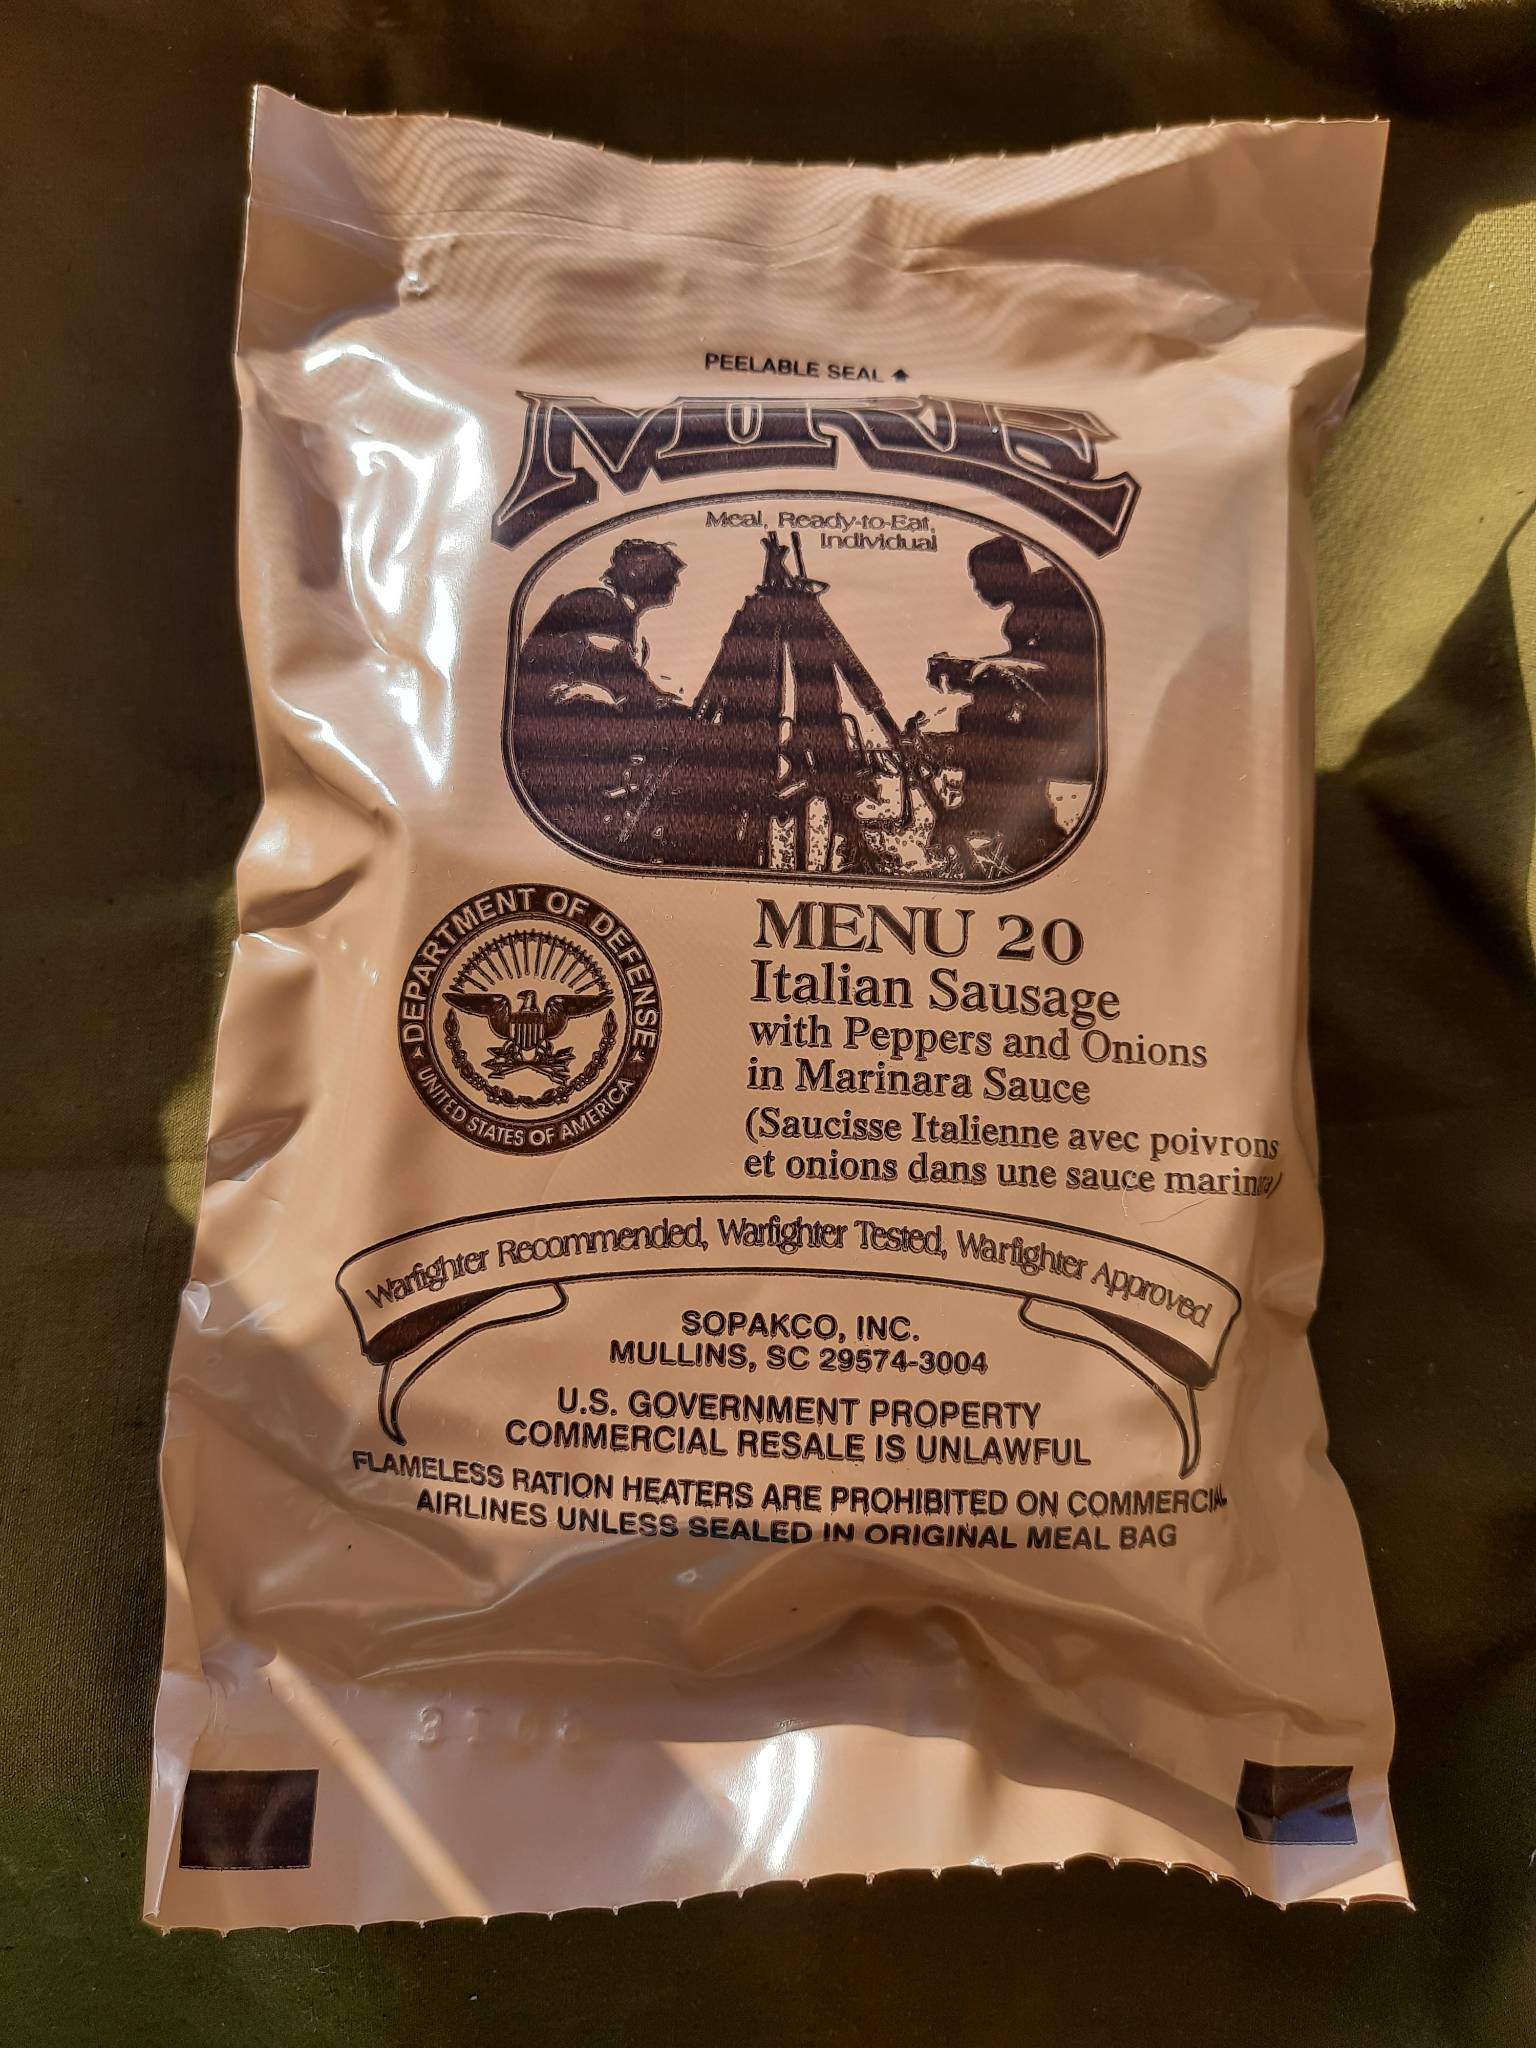 PEELABLE SEAL
MRE
Meal, Ready-to-Eat,
Individual
DEPARTMENT OF DEFENSE
UNITED STATES OF AMERICA
MENU 20
Italian Sausage
with Peppers and Onions
in Marinara Sauce
(Saucisse Italienne avec poivrons
et onions dans une sauce marinara)
Warfighter Recommended, Warfighter Tested, Warfighter Approved
SOPAKCO, INC.
MULLINS, SC 29574-3004
U.S. GOVERNMENT PROPERTY
COMMERCIAL RESALE IS UNLAWFUL
FLAMELESS RATION HEATERS ARE PROHIBITED ON COMMERCIAL
AIRLINES UNLESS SEALED IN ORIGINAL MEAL BAG